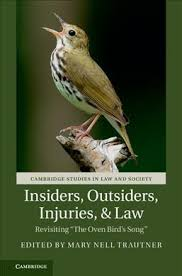 CAMBRIDGE STUDIES IN LAW AND SOCIETY
Insiders, Outsiders,
Injuries, & Law
Revisiting “The Oven Bird’s Song”
EDITED BY MARY NELL TRAUTNER
CAMBRIDGE